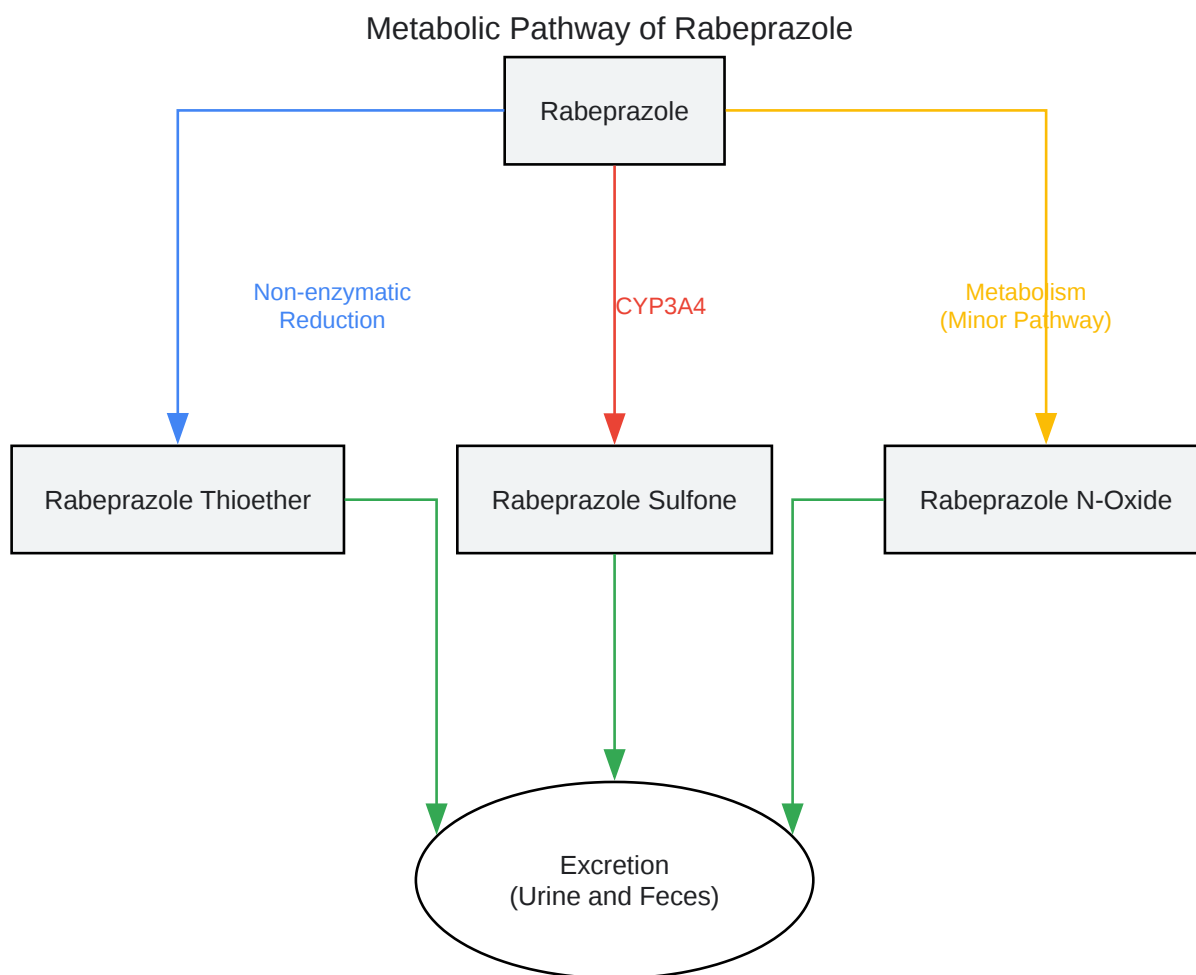 Metabolic Pathway of Rabeprazole
Rabeprazole
Non-enzymatic
Reduction
CYP3A4
Metabolism
(Minor Pathway)
Rabeprazole Thioether
Rabeprazole Sulfone
Rabeprazole N-Oxide
Excretion
(Urine and Feces)